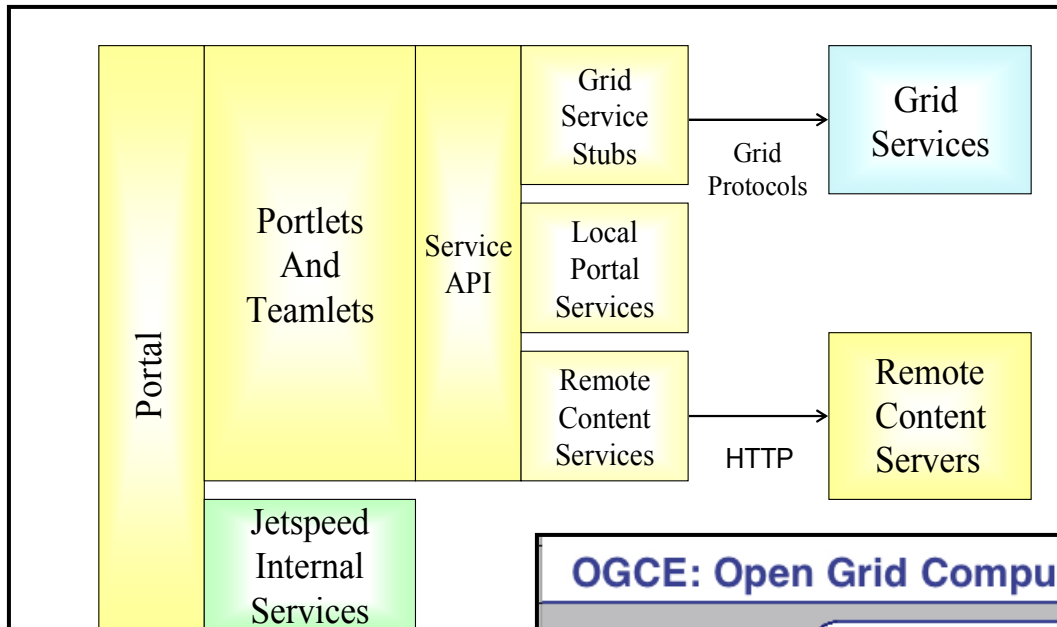 Portal
Portlets
And
Teamlets
Service
API
Grid
Service
Stubs
Grid
Protocols
Grid
Services
Local
Portal
Services
Remote
Content
Services
HTTP
Remote
Content
Servers
Jetspeed
Internal
Services
OGCE: Open Grid Compu